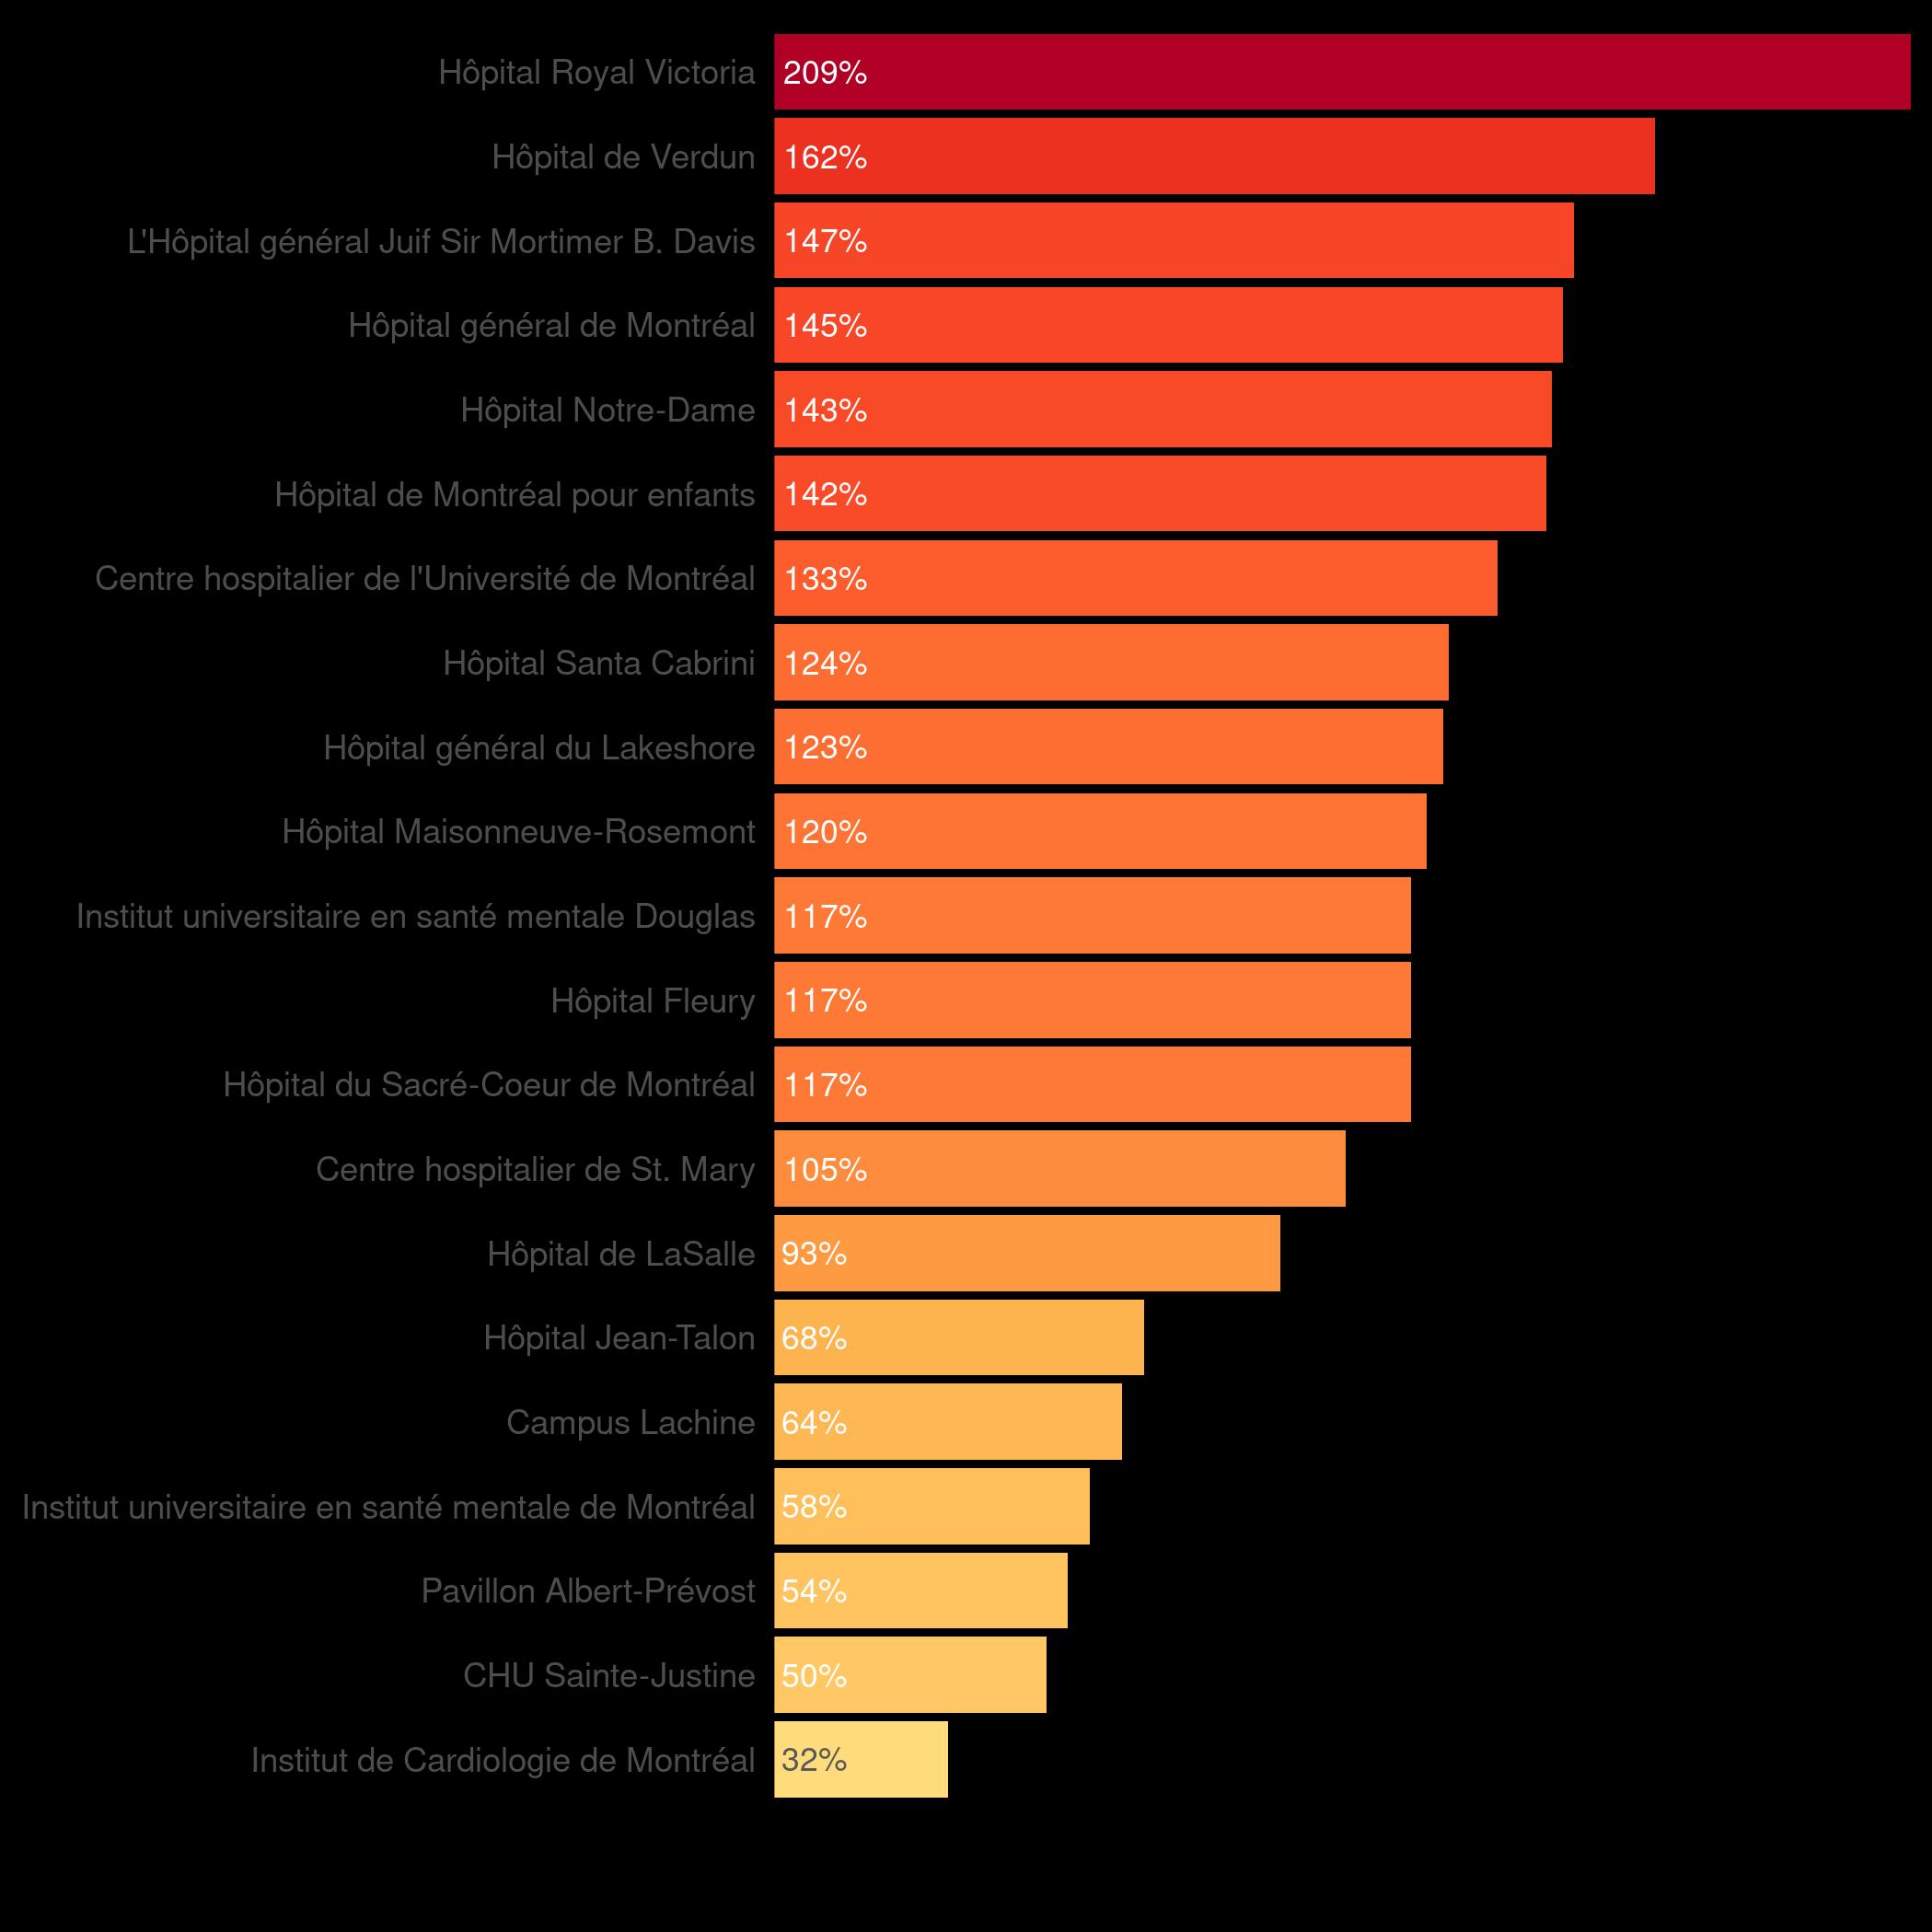 Hôpital Royal Victoria 209%
Hôpital de Verdun 162%
L'Hôpital général Juif Sir Mortimer B. Davis 147%
Hôpital général de Montréal 145%
Hôpital Notre-Dame 143%
Hôpital de Montréal pour enfants 142%
Centre hospitalier de l'Université de Montréal 133%
Hôpital Santa Cabrini 124%
Hôpital général du Lakeshore 123%
Hôpital Maisonneuve-Rosemont 120%
Institut universitaire en santé mentale Douglas 117%
Hôpital Fleury 117%
Hôpital du Sacré-Coeur de Montréal 117%
Centre hospitalier de St. Mary 105%
Hôpital de LaSalle 93%
Hôpital Jean-Talon 68%
Campus Lachine 64%
Institut universitaire en santé mentale de Montréal 58%
Pavillon Albert-Prévost 54%
CHU Sainte-Justine 50%
Institut de Cardiologie de Montréal 32%